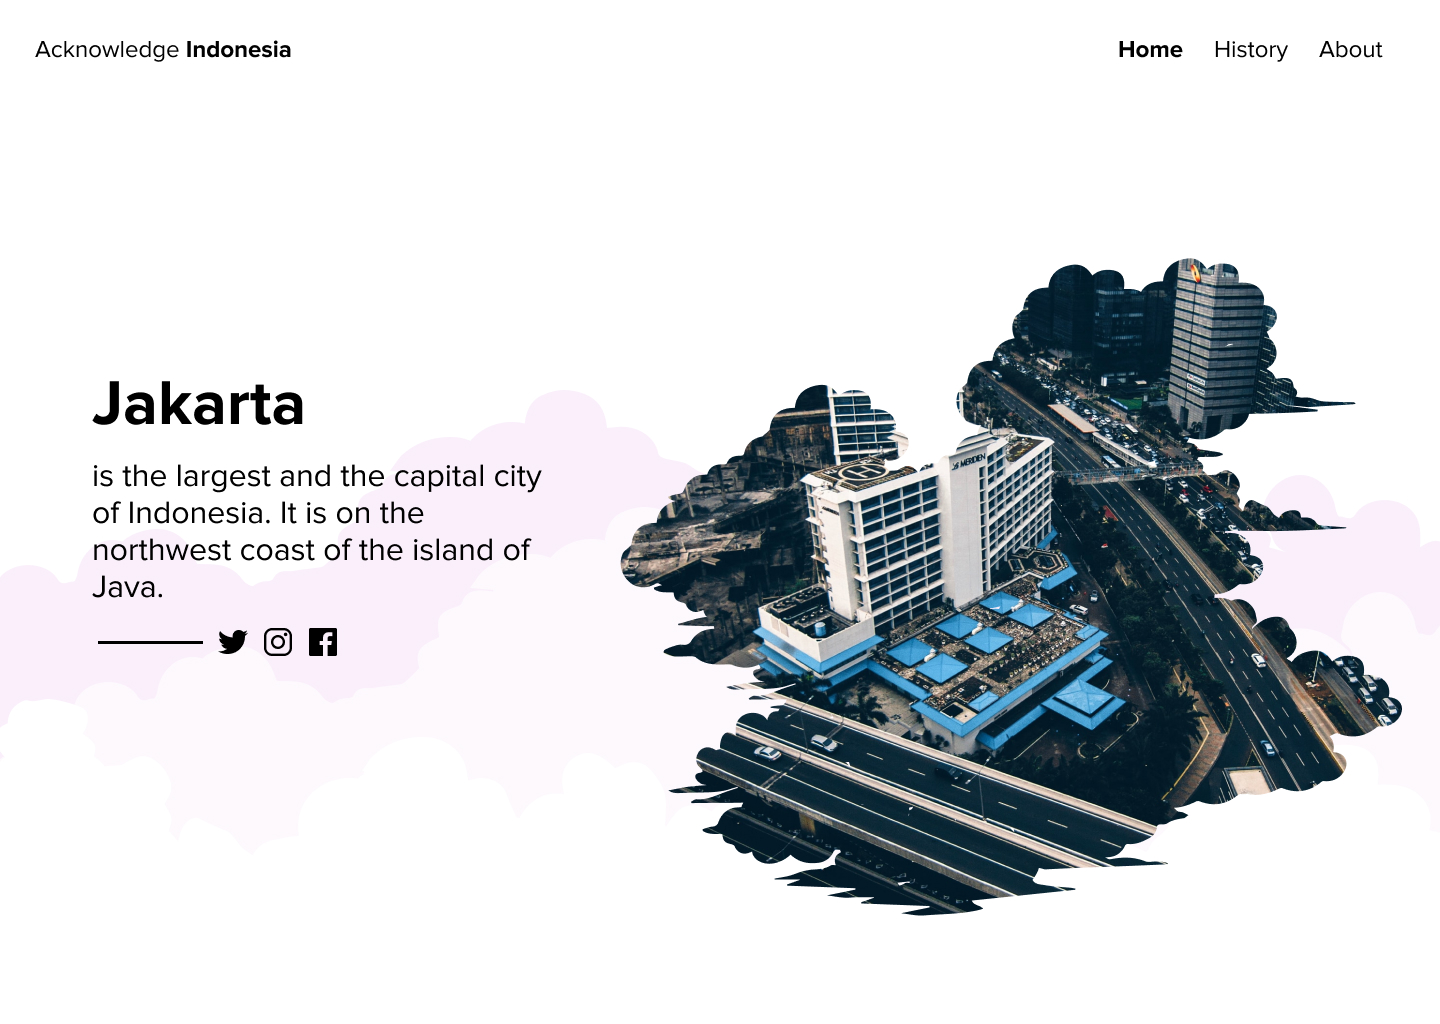 Acknowledge Indonesia
Home History About
Jakarta
is the largest and the capital city
of Indonesia. It is on the
northwest coast of the island of
Java.
MERIDIEN